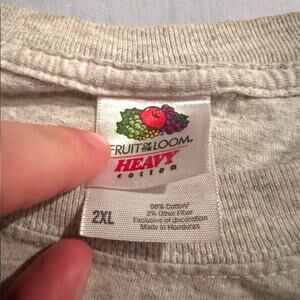 FRUIT OF THE LOOM®
HEAVY
cotton
2XL
98% Cotton/
2% Other Fiber
Exclusive of decoration
Made in Honduras